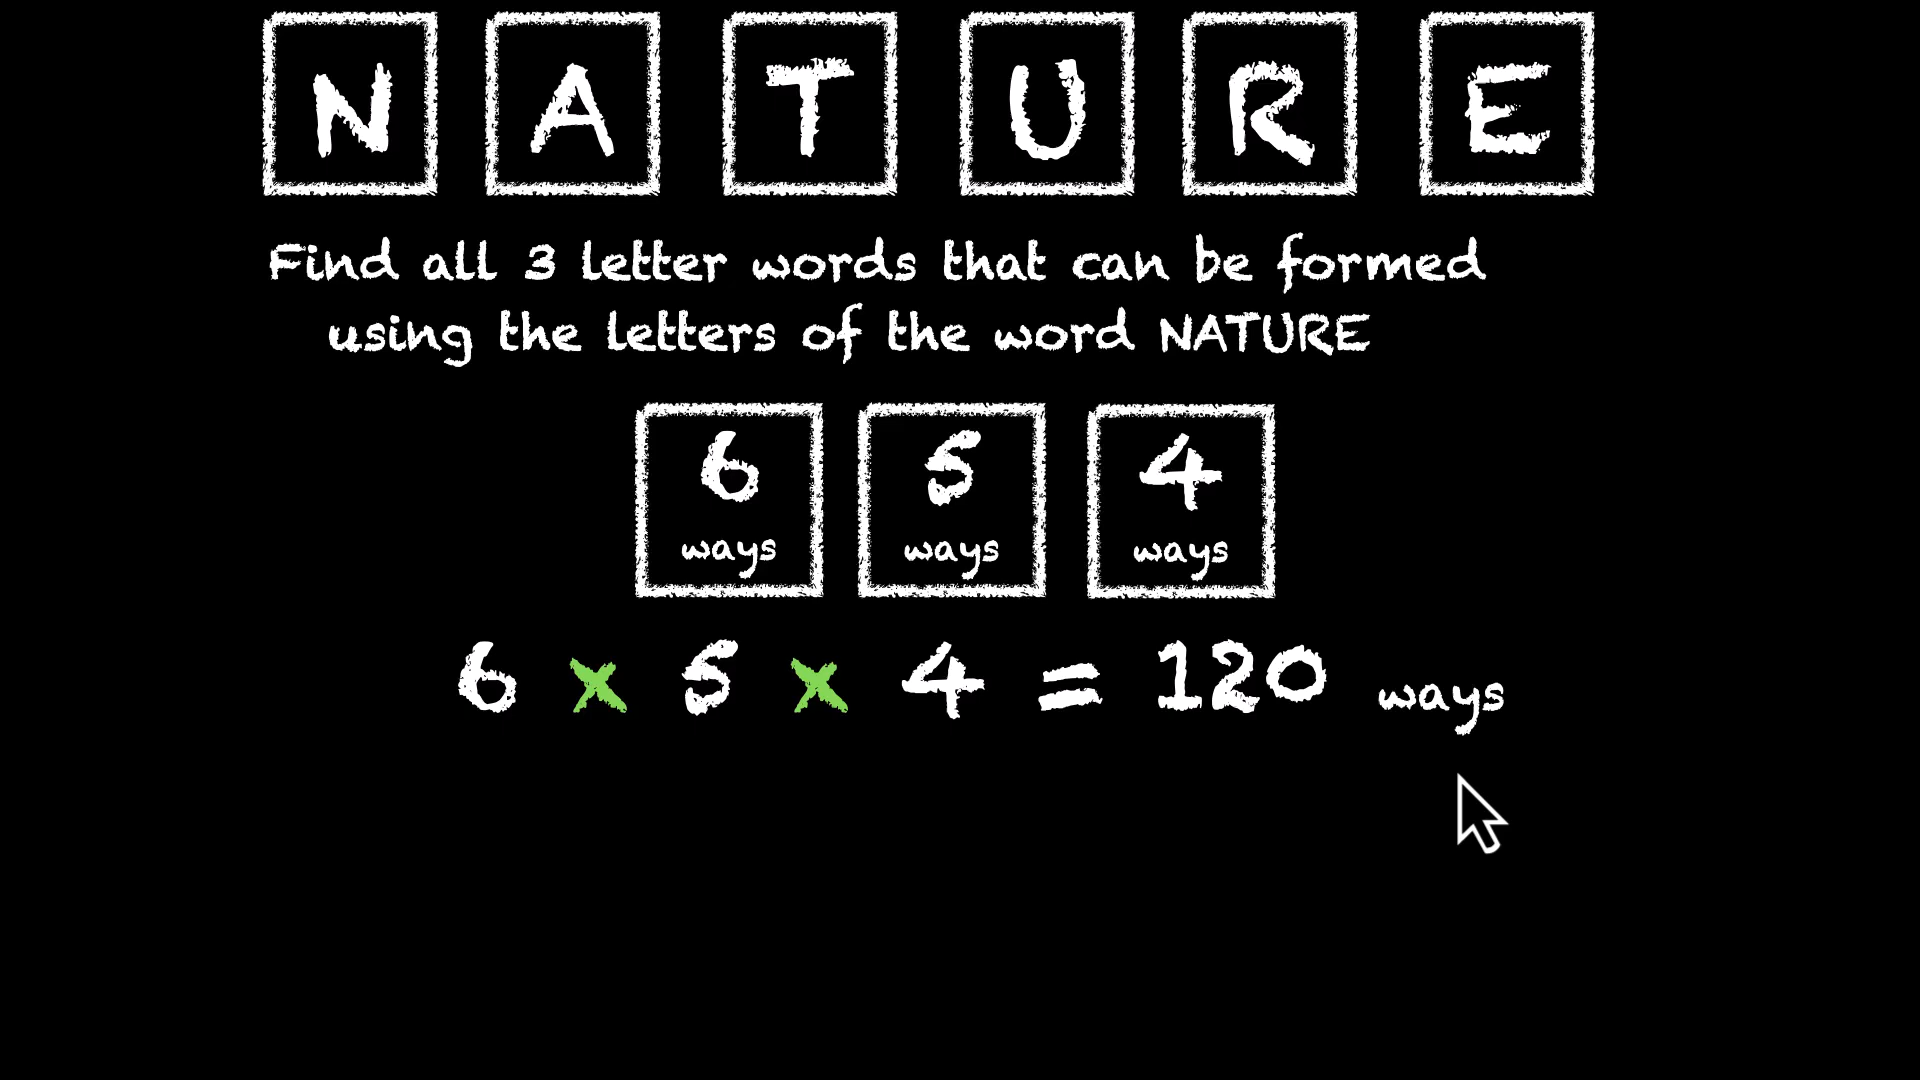 N A T U R E
Find all 3 letter words that can be formed
using the letters of the word NATURE
6 5 4
ways ways ways
6 x 5 x 4 = 120 ways